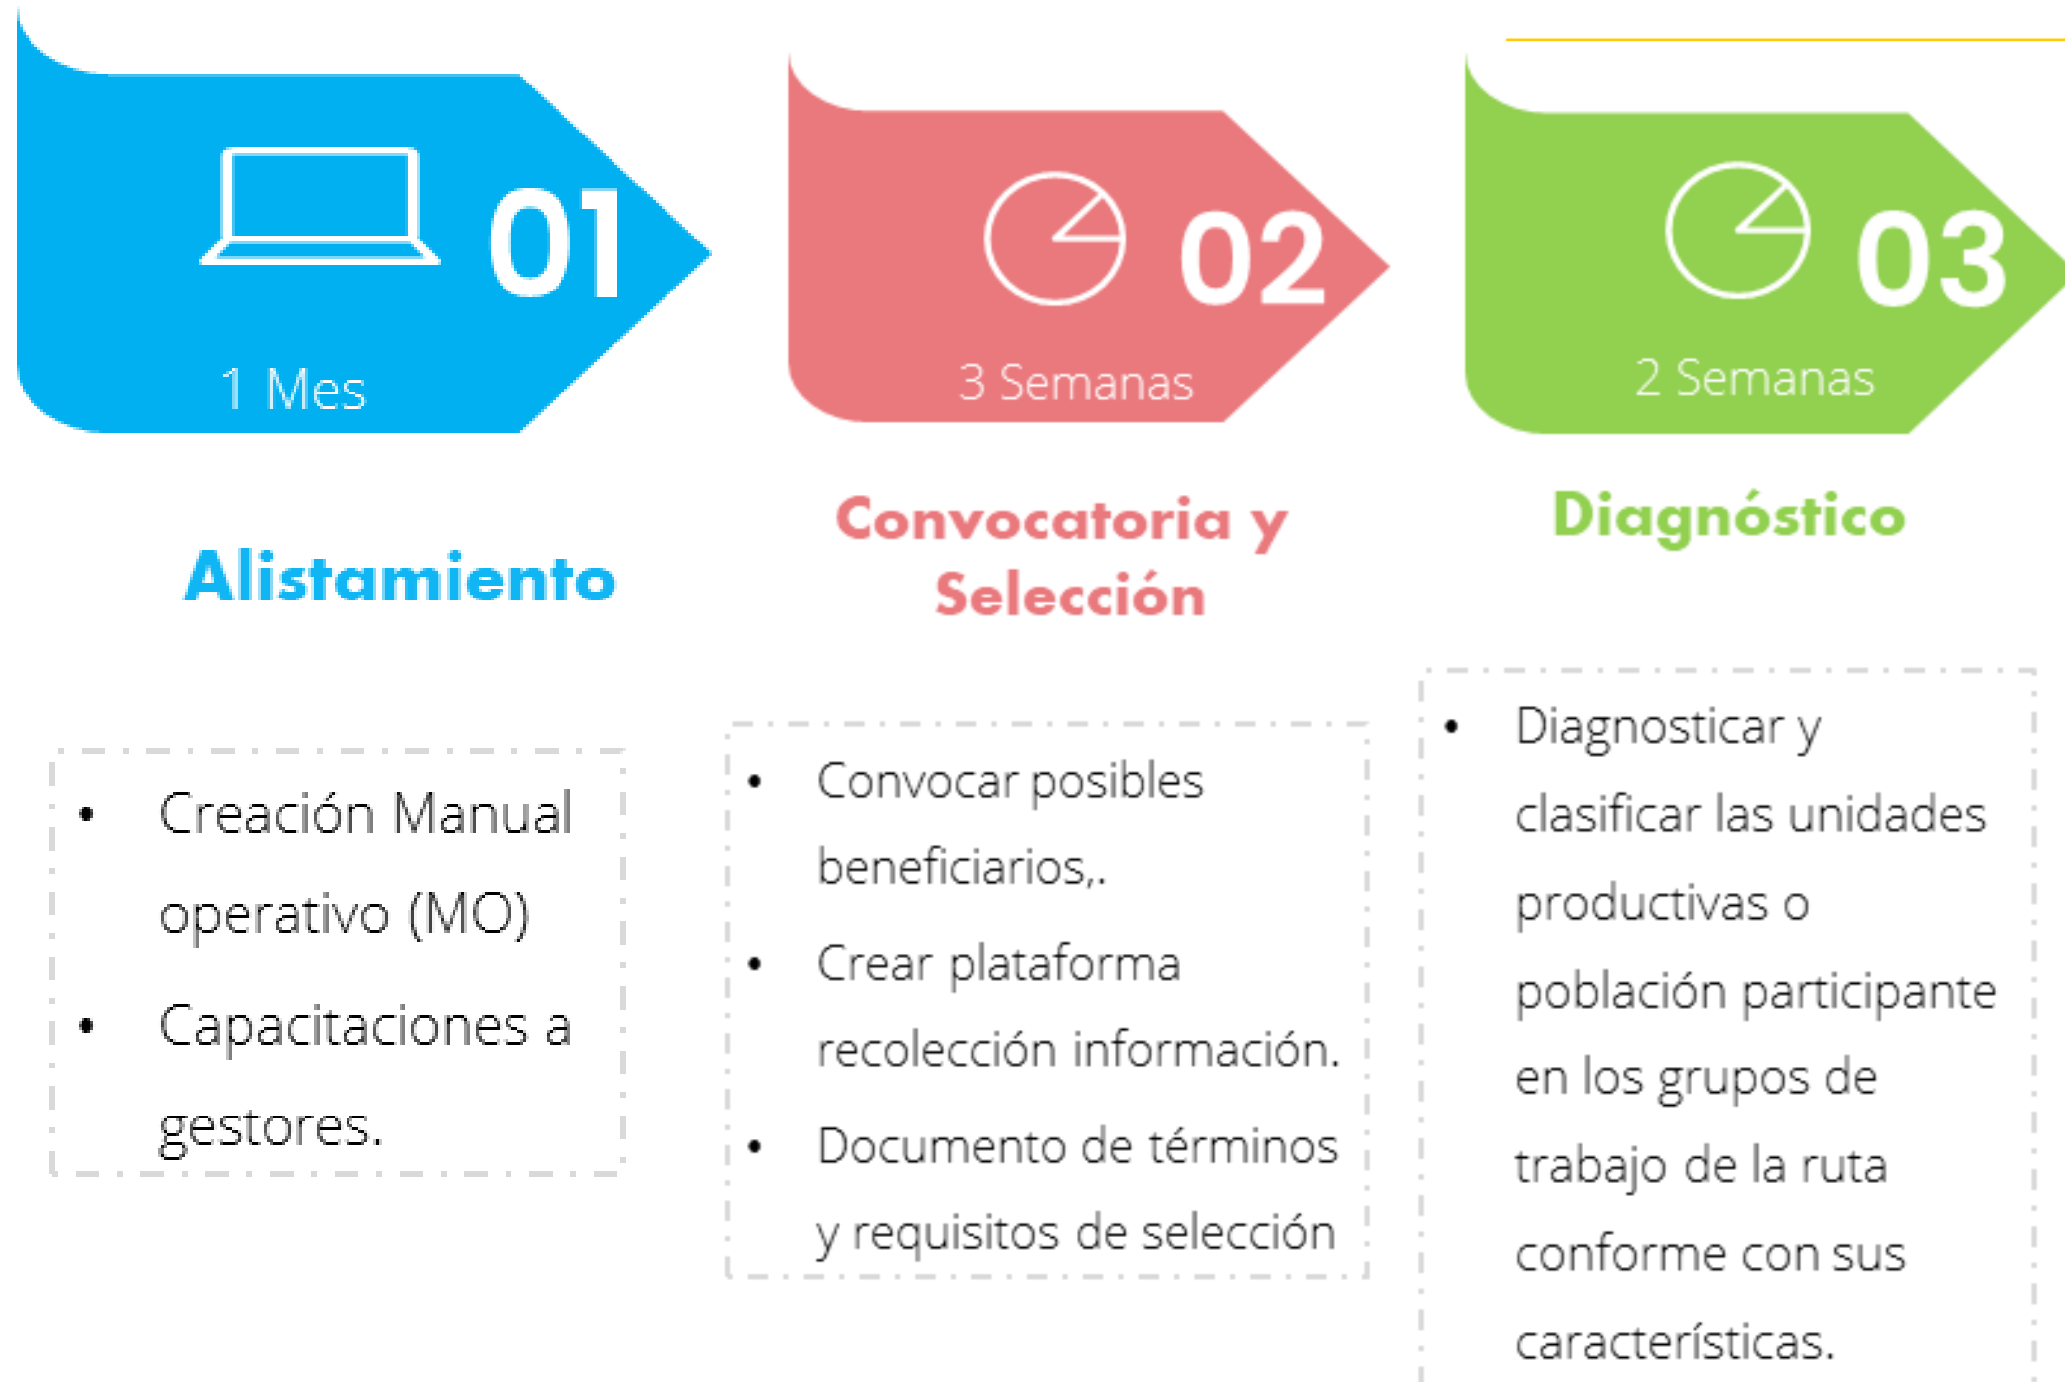 01
1 Mes
Alistamiento
• Creación Manual
operativo (MO)
• Capacitaciones a
gestores.
02
3 Semanas
Convocatoria y
Selección
• Convocar posibles
beneficiarios,.
• Crear plataforma
recolección información.
• Documento de términos
y requisitos de selección
03
2 Semanas
Diagnóstico
• Diagnosticar y
clasificar las unidades
productivas o
población participante
en los grupos de
trabajo de la ruta
conforme con sus
características.